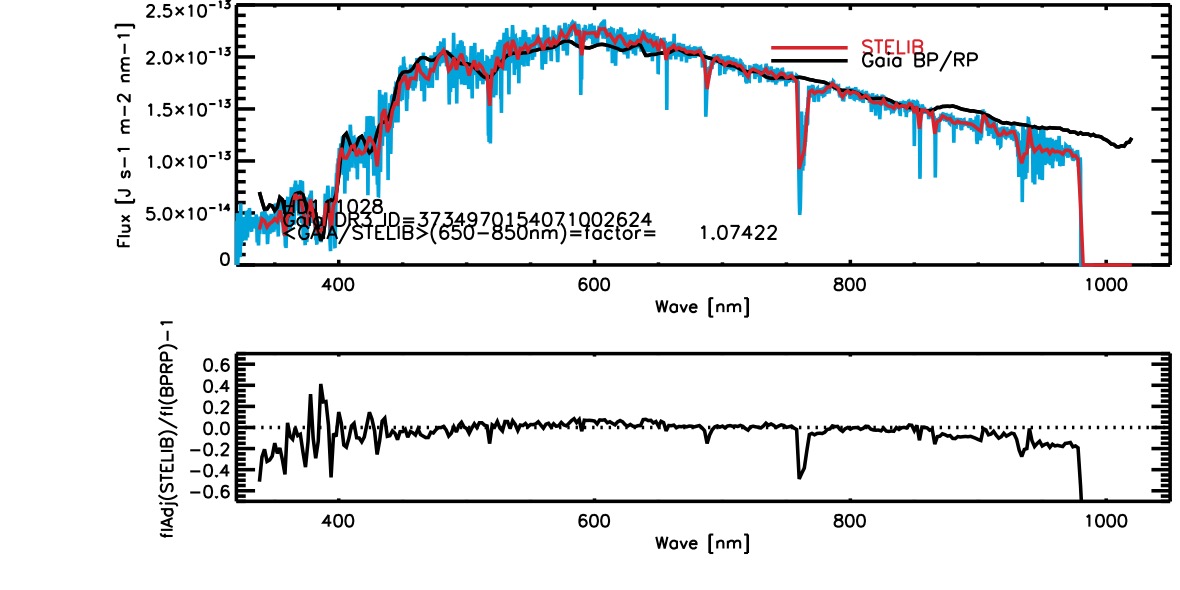 2.5×10−13
2.0×10−13
1.5×10−13
1.0×10−13
5.0×10−14
0
Flux [J s−1 m−2 nm−1]
STELIB
Gaia BP/RP
Gaia DR3 ID=3734970154071002624
<GAIA/STELIB>(650−850nm)=factor= 1.07422
400 600 800 1000
Wave [nm]
flAdj(STELIB)/fl(BPRP)−1
0.6
0.4
0.2
0.0
−0.2
−0.4
−0.6
400 600 800 1000
Wave [nm]